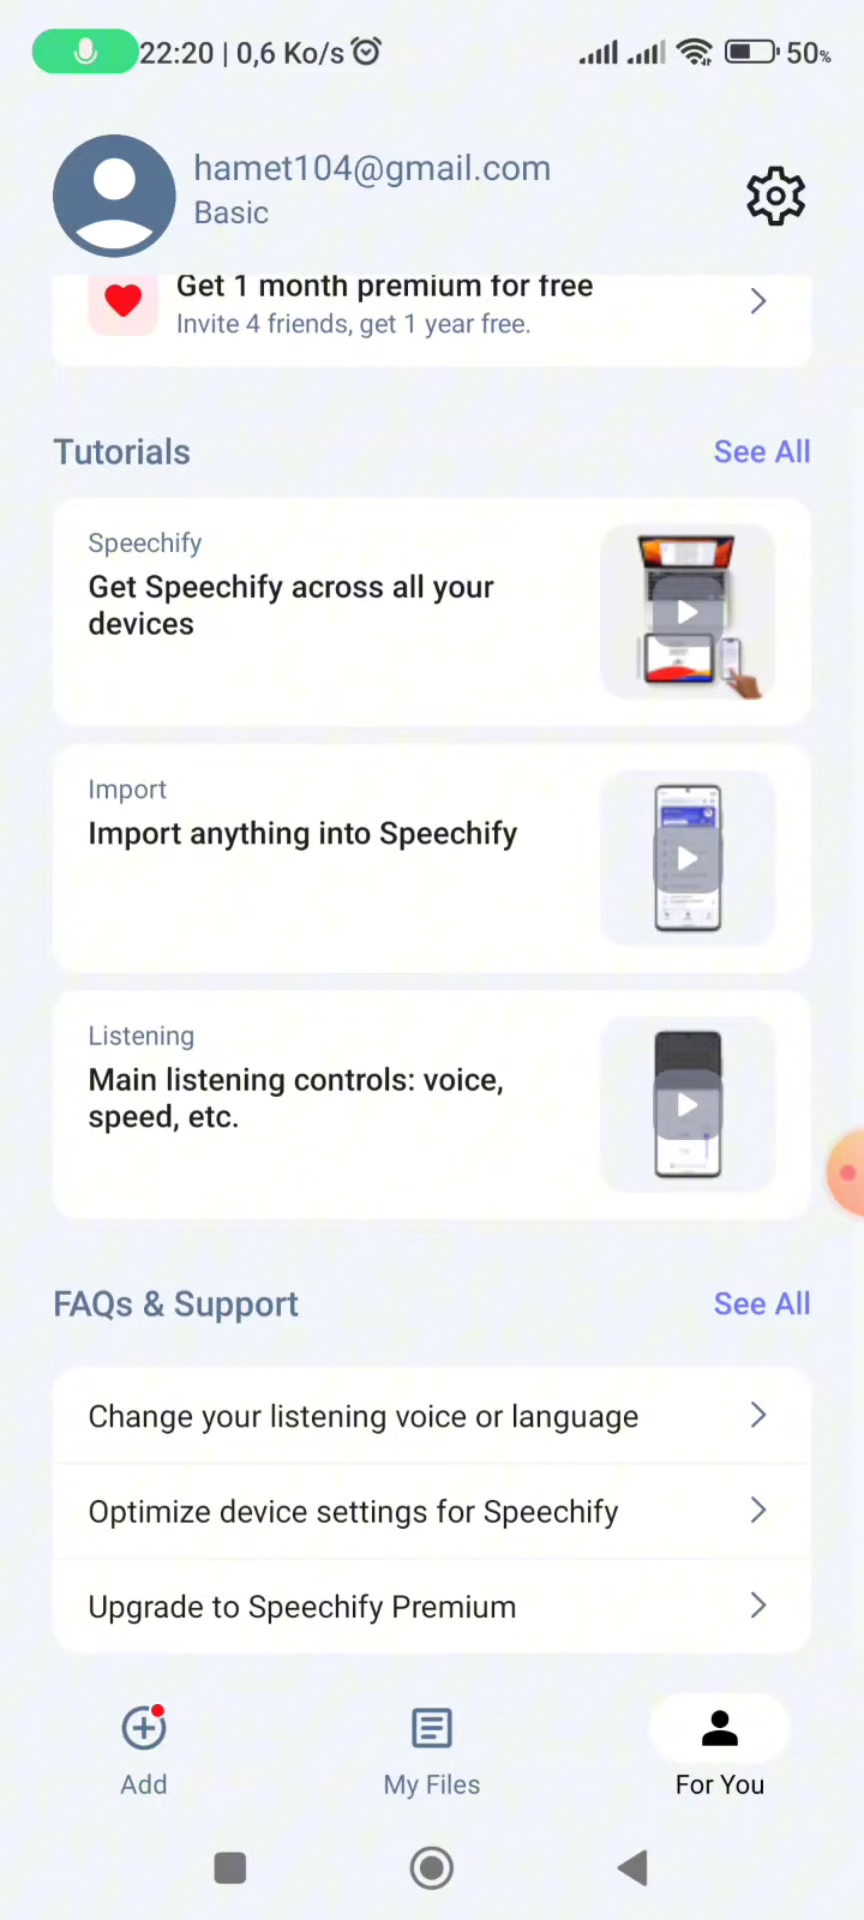 22:20 | 0,6 Ko/s 50%
hamet104@gmail.com
Basic
Get 1 month premium for free
Invite 4 friends, get 1 year free.
Tutorials See All
Speechify
Get Speechify across all your
devices
Import
Import anything into Speechify
Listening
Main listening controls: voice,
speed, etc.
FAQs & Support See All
Change your listening voice or language
Optimize device settings for Speechify
Upgrade to Speechify Premium
Add My Files For You